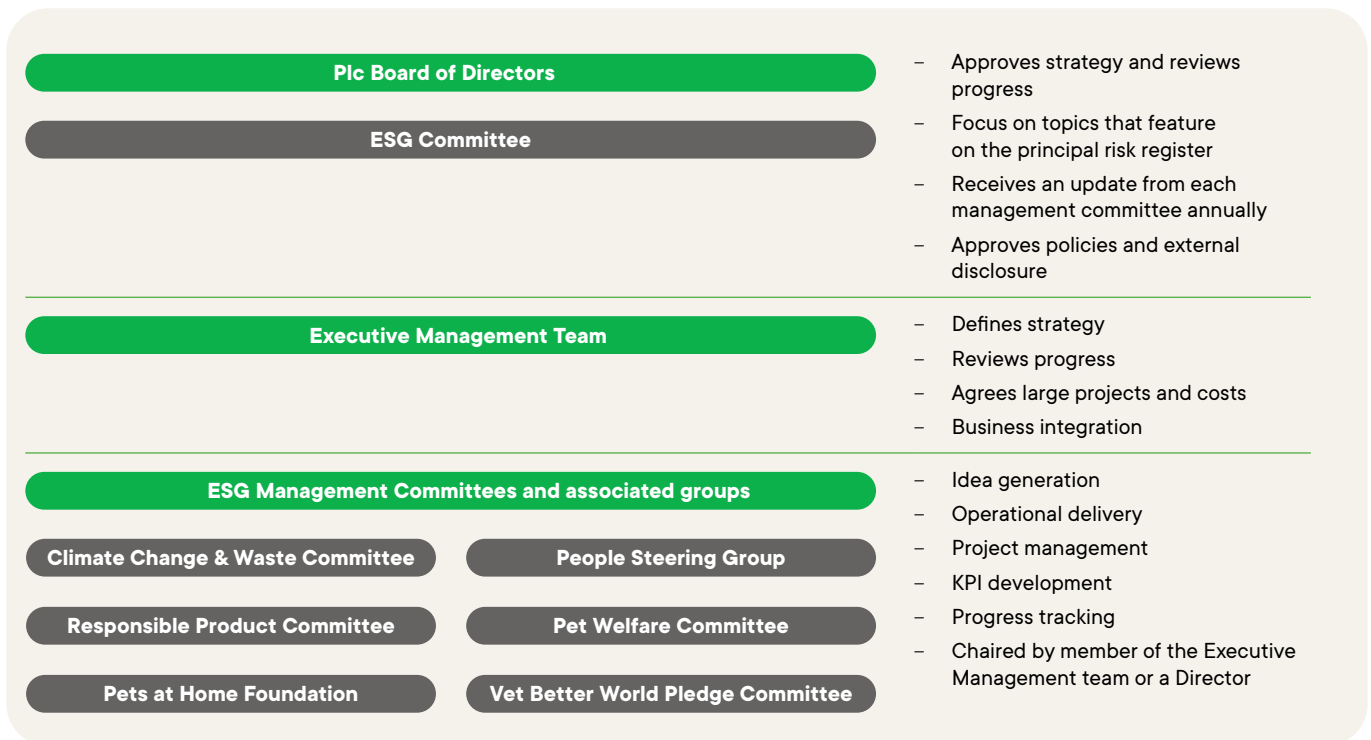 Plc Board of Directors
ESG Committee
– Approves strategy and reviews
progress
– Focus on topics that feature
on the principal risk register
– Receives an update from each
management committee annually
– Approves policies and external
disclosure
Executive Management Team
– Defines strategy
– Reviews progress
– Agrees large projects and costs
– Business integration
ESG Management Committees and associated groups
Climate Change & Waste Committee
People Steering Group
Responsible Product Committee
Pet Welfare Committee
Pets at Home Foundation
Vet Better World Pledge Committee
– Idea generation
– Operational delivery
– Project management
– KPI development
– Progress tracking
– Chaired by member of the Executive
Management team or a Director